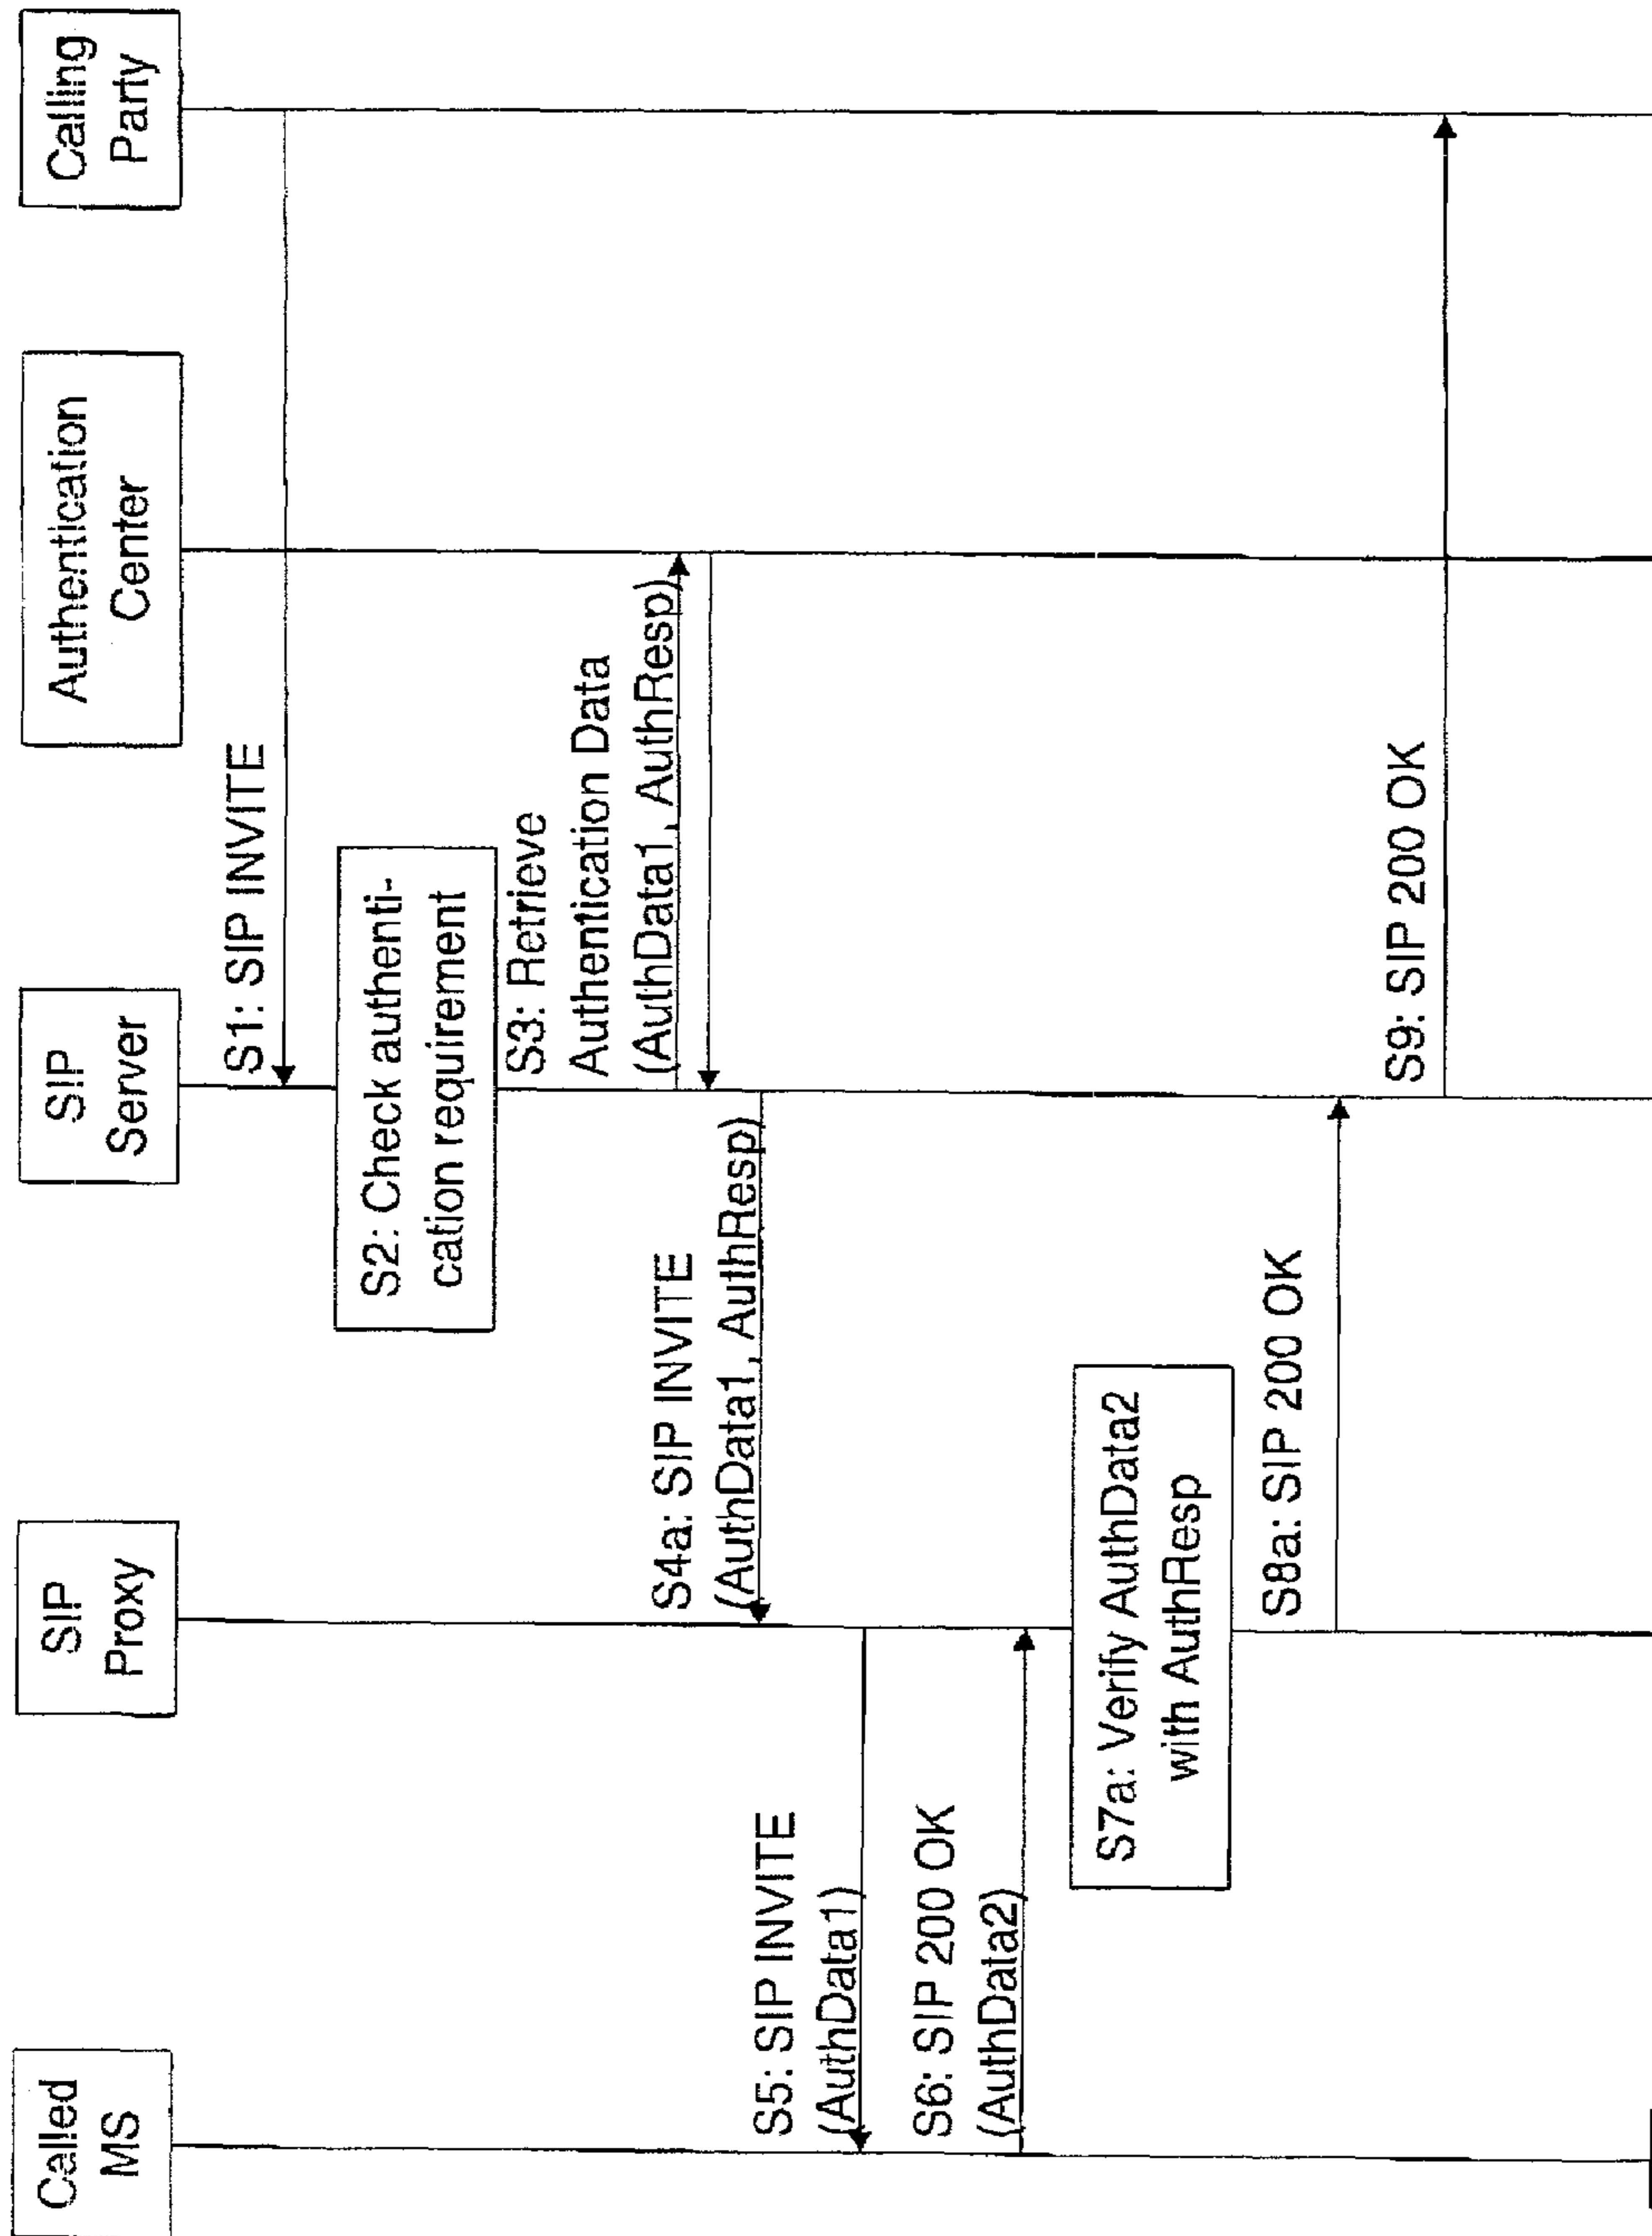 Called
MS
SIP
Proxy
SIP
Server
Authentication
Center
Calling
Party
S1: SIP INVITE
S2: Check authenti-
cation requirement
S3: Retrieve
Authentication Data
(AuthData1, AuthResp)
S4a: SIP INVITE
(AuthData1, AuthResp)
S5: SIP INVITE
(AuthData1)
S6: SIP 200 OK
(AuthData2)
S7a: Verify AuthData2
with AuthResp
S8a: SIP 200 OK
S9: SIP 200 OK